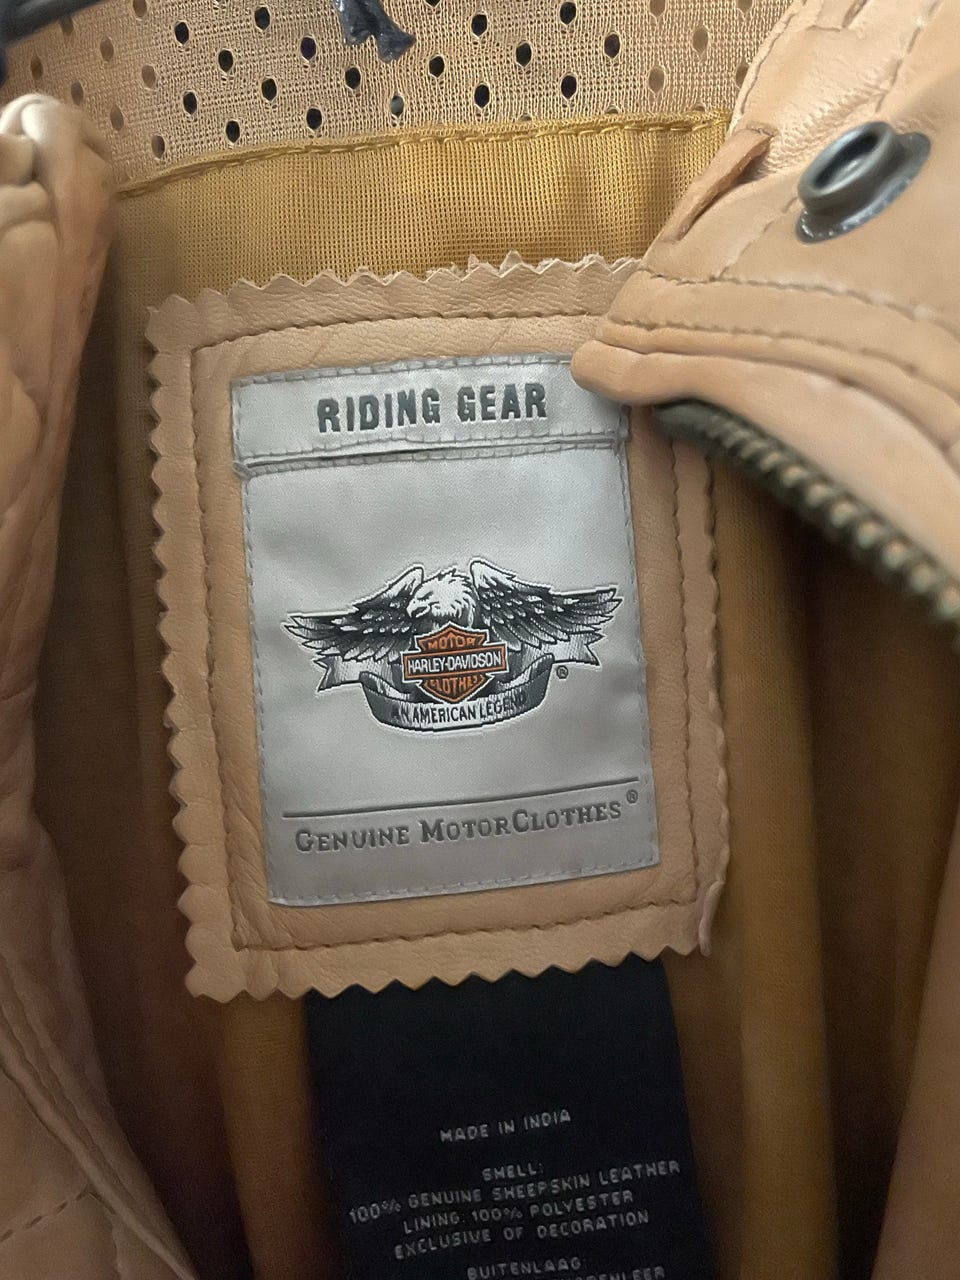 RIDING GEAR
MOTOR
HARLEY-DAVIDSON
CLOTHES
®
AN AMERICAN LEGEND
GENUINE MOTORCLOTHES®
MADE IN INDIA
SHELL:
100% GENUINE SHEEPSKIN LEATHER
LINING: 100% POLYESTER
EXCLUSIVE OF DECORATION
BUITENLAAG: